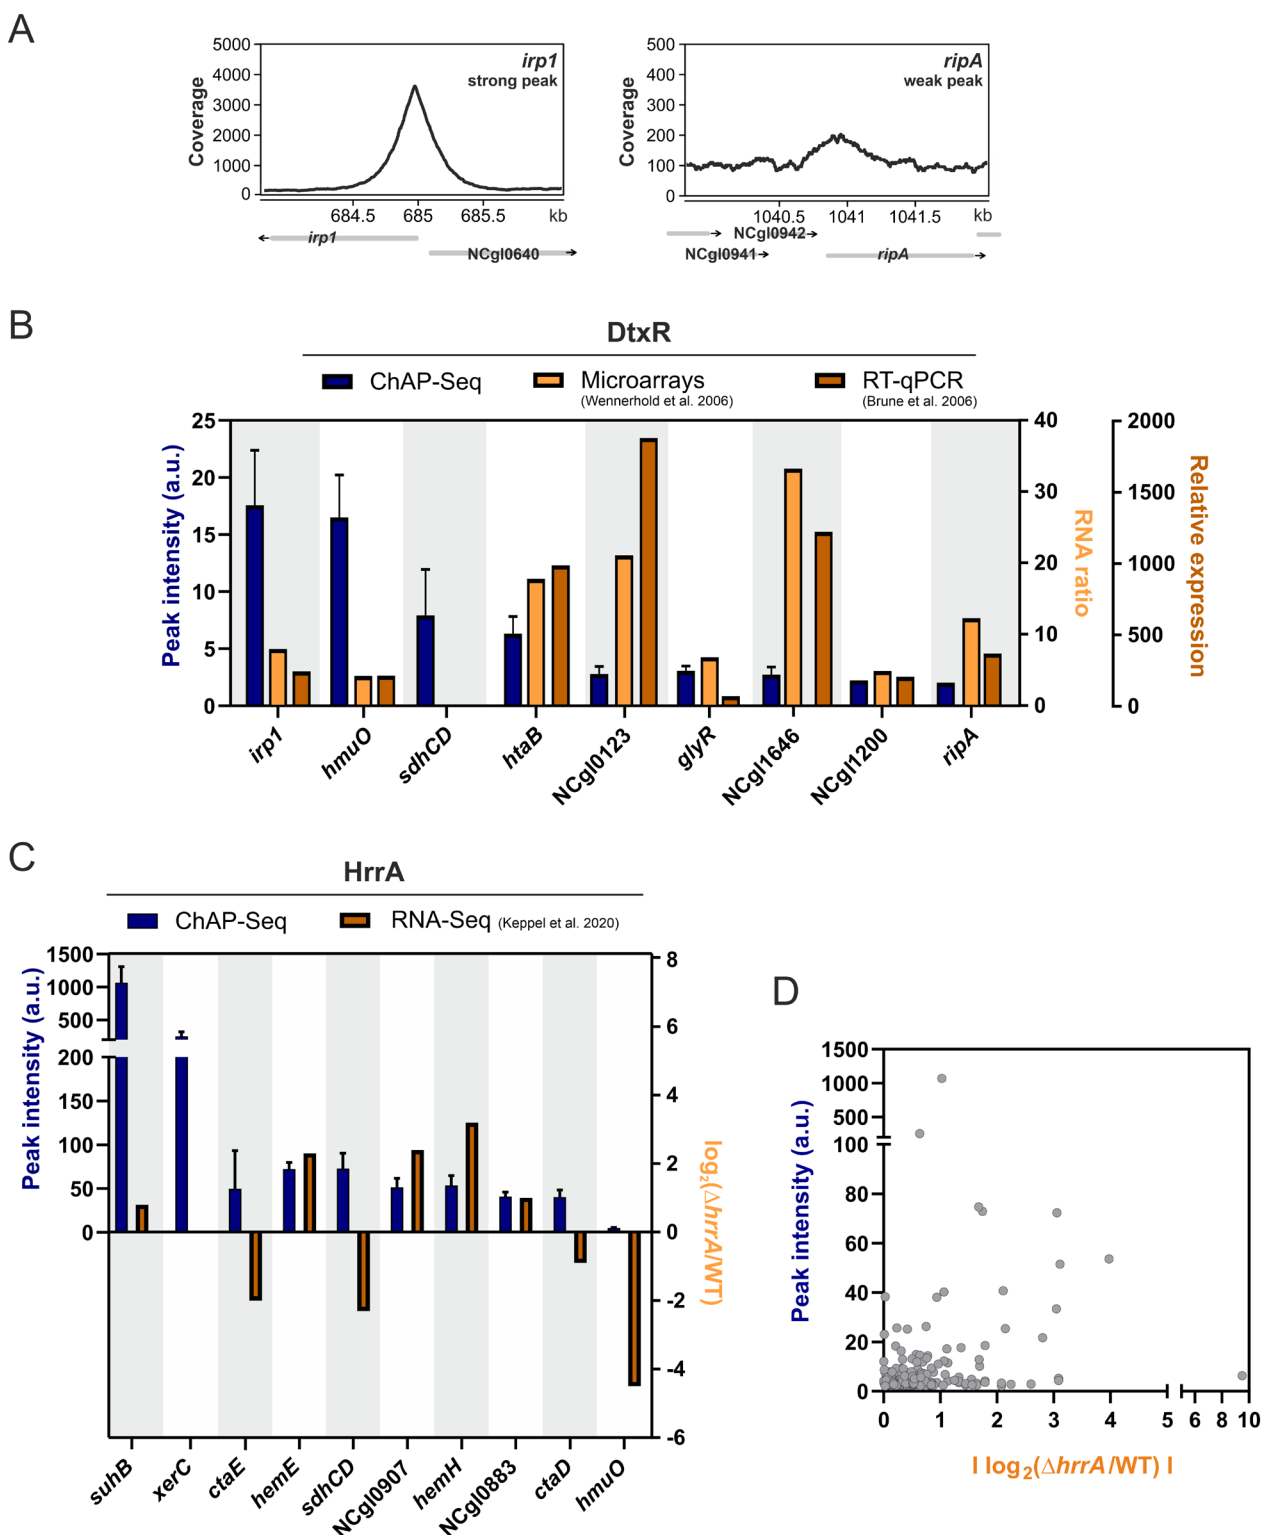 A
irp1
strong peak
Coverage
5000
4000
3000
2000
1000
0
684.5 685 685.5 kb
irp1
NCgl0640
ripA
weak peak
Coverage
500
400
300
200
100
0
1040.5 1041 1041.5 kb
NCgl0942
NCgl0941
ripA
B
DtxR
ChAP-Seq
Microarrays
(Wennerhold et al. 2006)
RT-qPCR
(Brune et al. 2006)
Peak intensity (a.u.)
25
20
15
10
5
0
40
30
20
10
0
RNA ratio
2000
1500
1000
500
0
Relative expression
irp1
hmuO
sdhCD
htaB
NCgl0123
glyR
NCgl1646
NCgl1200
ripA
C
HrrA
ChAP-Seq
RNA-Seq (Keppel et al. 2020)
Peak intensity (a.u.)
1500
1000
500
200
150
100
50
0
8
6
4
2
0
-2
-4
-6
log2(ΔhrrA/WT)
suhB
xerC
ctaE
hemE
sdhCD
NCgl0907
hemH
NCgl0883
ctaD
hmuO
D
Peak intensity (a.u.)
1500
1000
500
100
80
60
40
20
0
0 1 2 3 4 5 6 8 10
I log2(ΔhrrA/WT) I